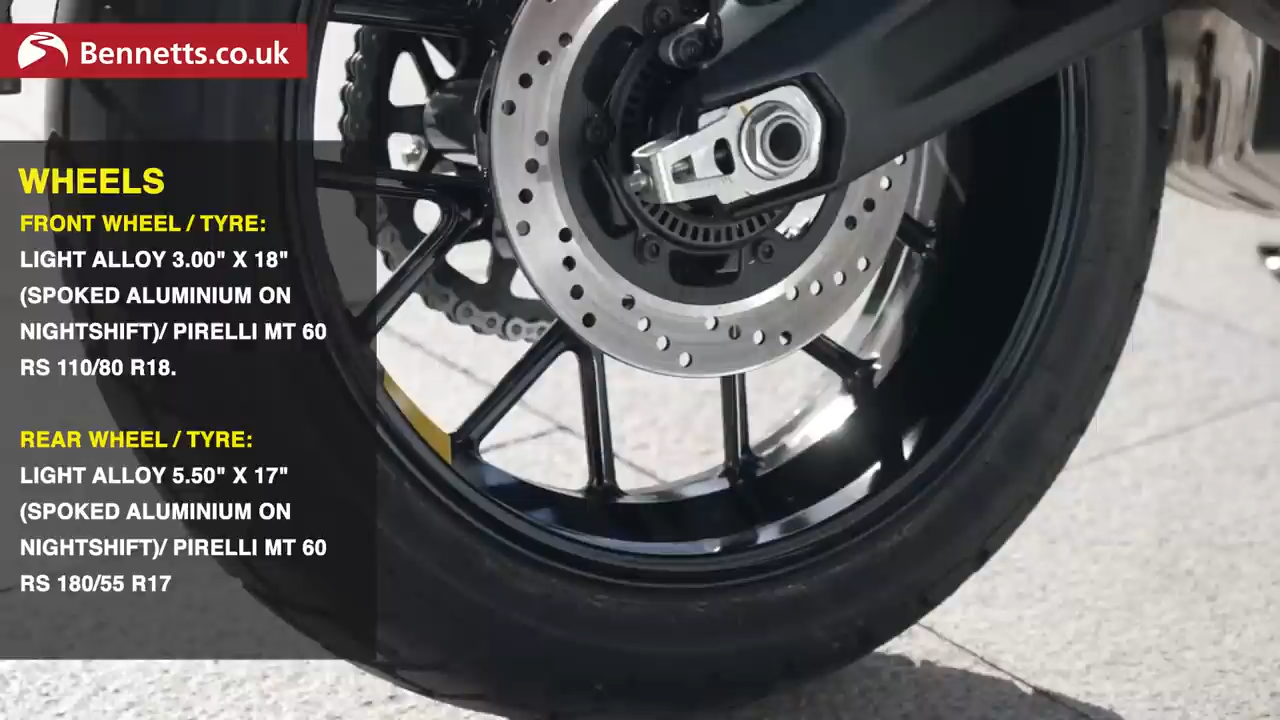 Bennetts.co.uk
WHEELS
FRONT WHEEL / TYRE:
LIGHT ALLOY 3.00" X 18"
(SPOKED ALUMINIUM ON
NIGHTSHIFT)/ PIRELLI MT 60
RS 110/80 R18.
REAR WHEEL / TYRE:
LIGHT ALLOY 5.50" X 17"
(SPOKED ALUMINIUM ON
NIGHTSHIFT)/ PIRELLI MT 60
RS 180/55 R17